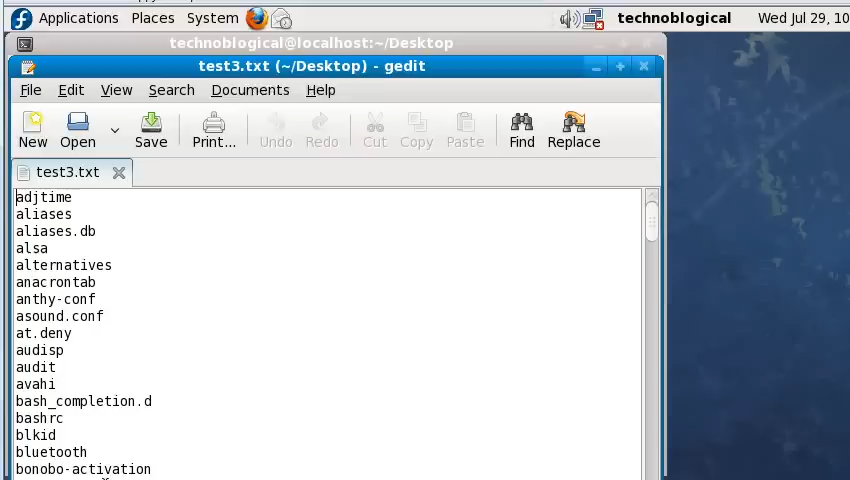 Applications Places System technoblogical Wed Jul 29, 10
technoblogical@localhost:~/Desktop
test3.txt (~/Desktop) - gedit
File Edit View Search Documents Help
New Open Save Print... Undo Redo Cut Copy Paste Find Replace
test3.txt
adjtime
aliases
aliases.db
alsa
alternatives
anacrontab
anthy-conf
asound.conf
at.deny
audisp
audit
avahi
bash_completion.d
bashrc
blkid
bluetooth
bonobo-activation